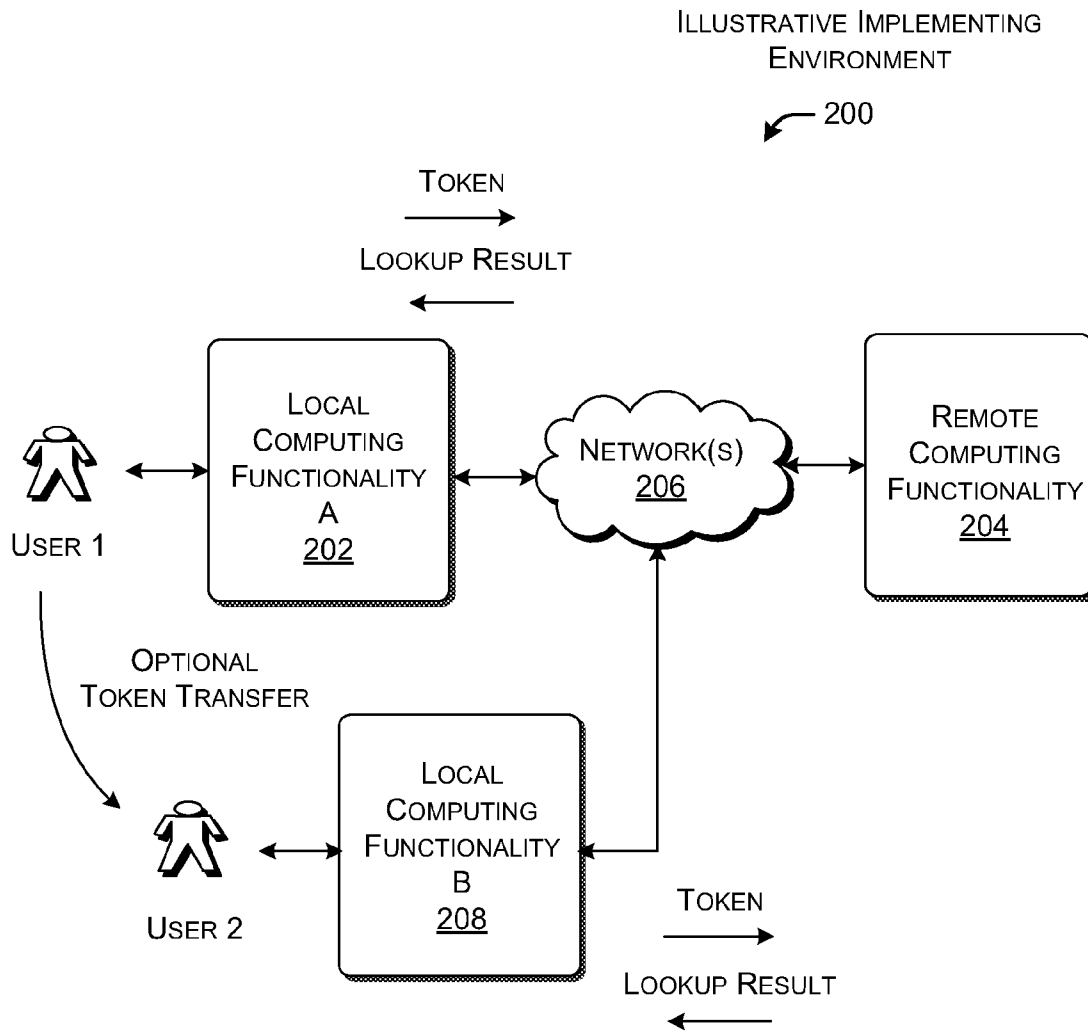 ILLUSTRATIVE IMPLEMENTING
ENVIRONMENT
200
TOKEN
LOOKUP RESULT
LOCAL
COMPUTING
FUNCTIONALITY
A
202
NETWORK(S)
206
REMOTE
COMPUTING
FUNCTIONALITY
204
USER 1
OPTIONAL
TOKEN TRANSFER
LOCAL
COMPUTING
FUNCTIONALITY
B
208
USER 2
TOKEN
LOOKUP RESULT